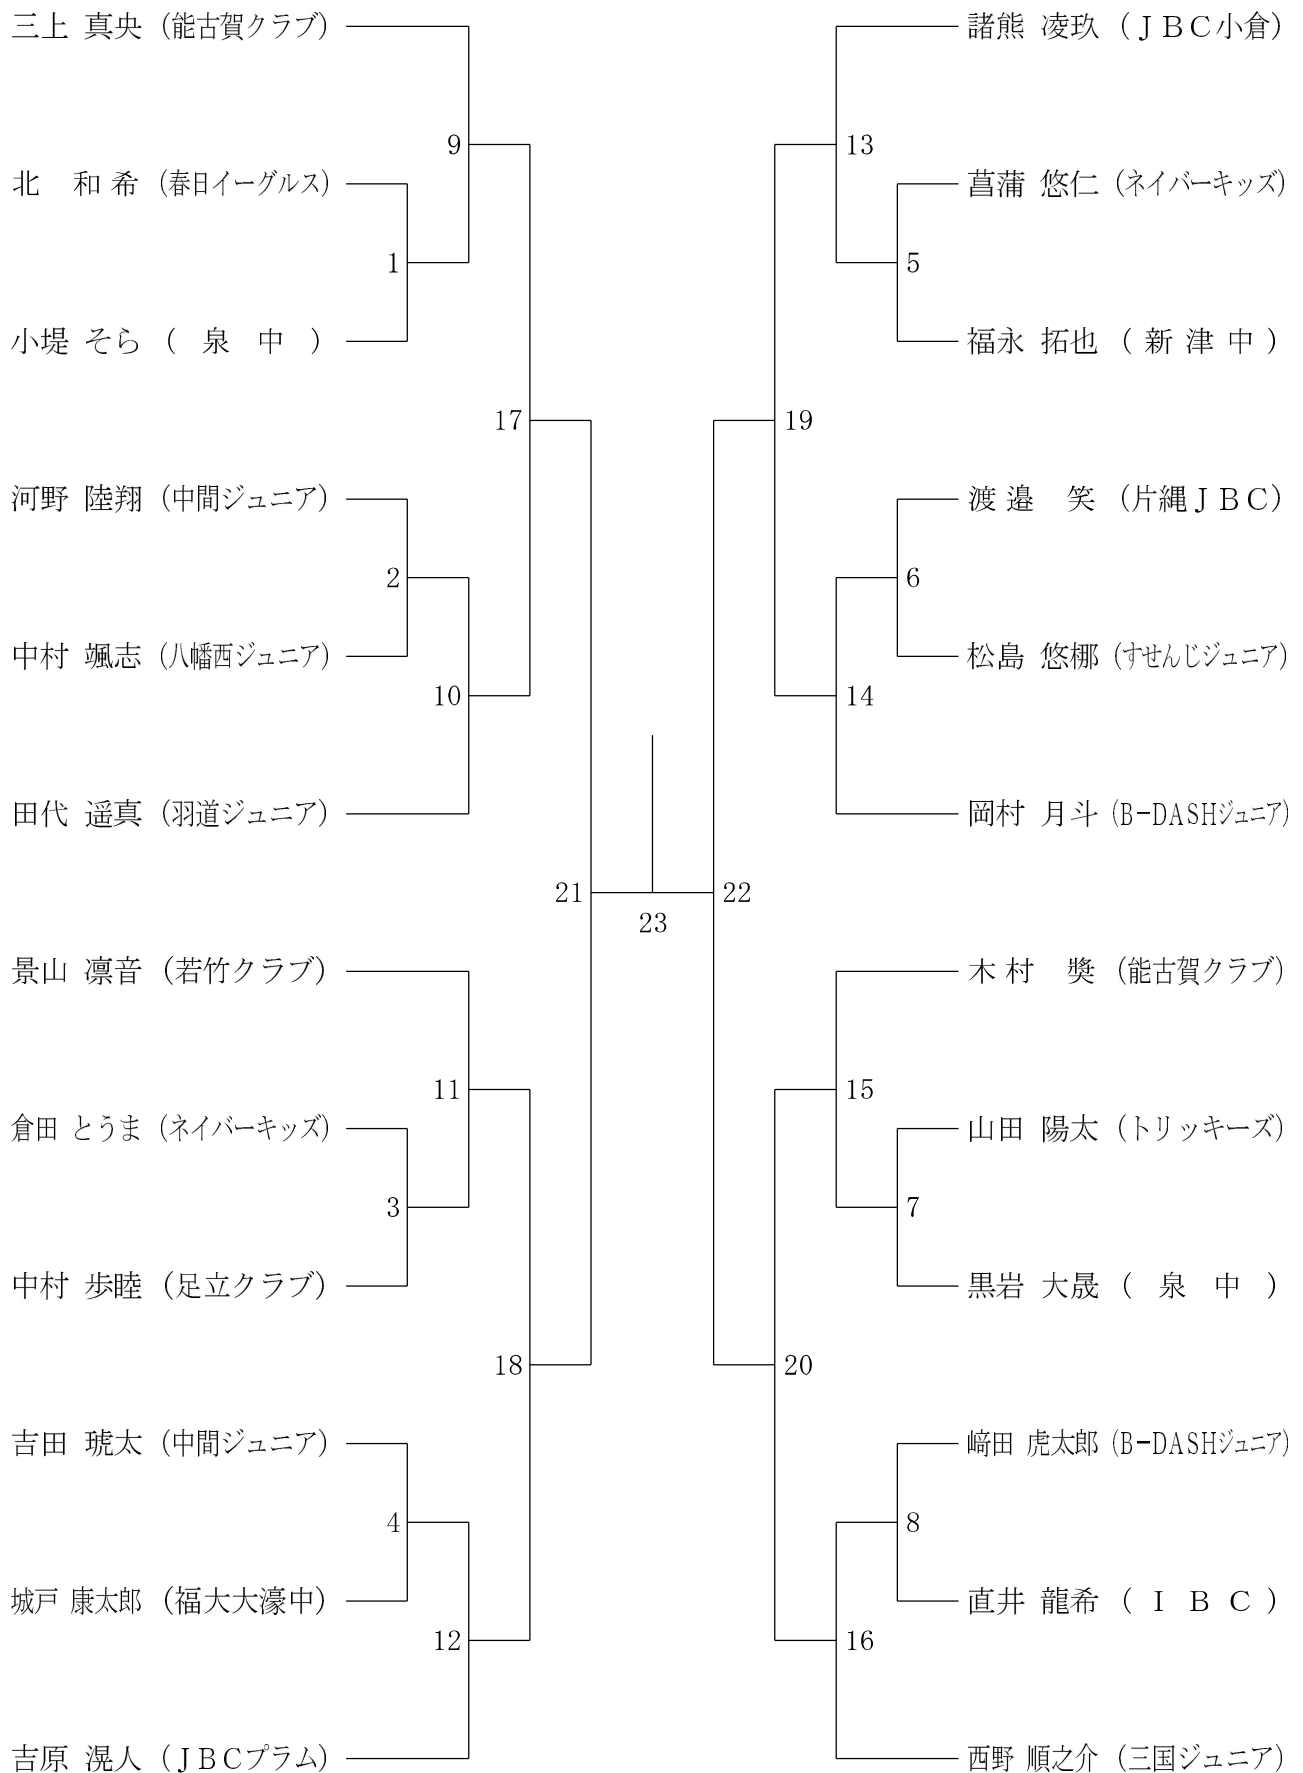 三上 真央 (能古賀クラブ)
9
北 和希 (春日イーグルス)
1
小堤 そら ( 泉 中 )
17
河野 陸翔 (中間ジュニア)
2
中村 颯志 (八幡西ジュニア)
10
田代 遥真 (羽道ジュニア)
21
景山 凛音 (若竹クラブ)
11
倉田 とうま (ネイバーキッズ)
3
中村 歩睦 (足立クラブ)
18
吉田 琥太 (中間ジュニア)
4
城戸 康太郎 (福大大濠中)
12
吉原 滉人 (ＪＢＣプラム)
23
諸熊 凌玖 (ＪＢＣ小倉)
13
菖蒲 悠仁 (ネイバーキッズ)
5
福永 拓也 ( 新 津 中 )
19
渡邉 笑 (片縄ＪＢＣ)
6
松島 悠梛 (すせんじジュニア)
14
岡村 月斗 (B-DASHジュニア)
22
木村 奬 (能古賀クラブ)
15
山田 陽太 (トリッキーズ)
7
黒岩 大晟 ( 泉 中 )
20
﨑田 虎太郎 (B-DASHジュニア)
8
直井 龍希 ( Ｉ Ｂ Ｃ )
16
西野 順之介 (三国ジュニア)